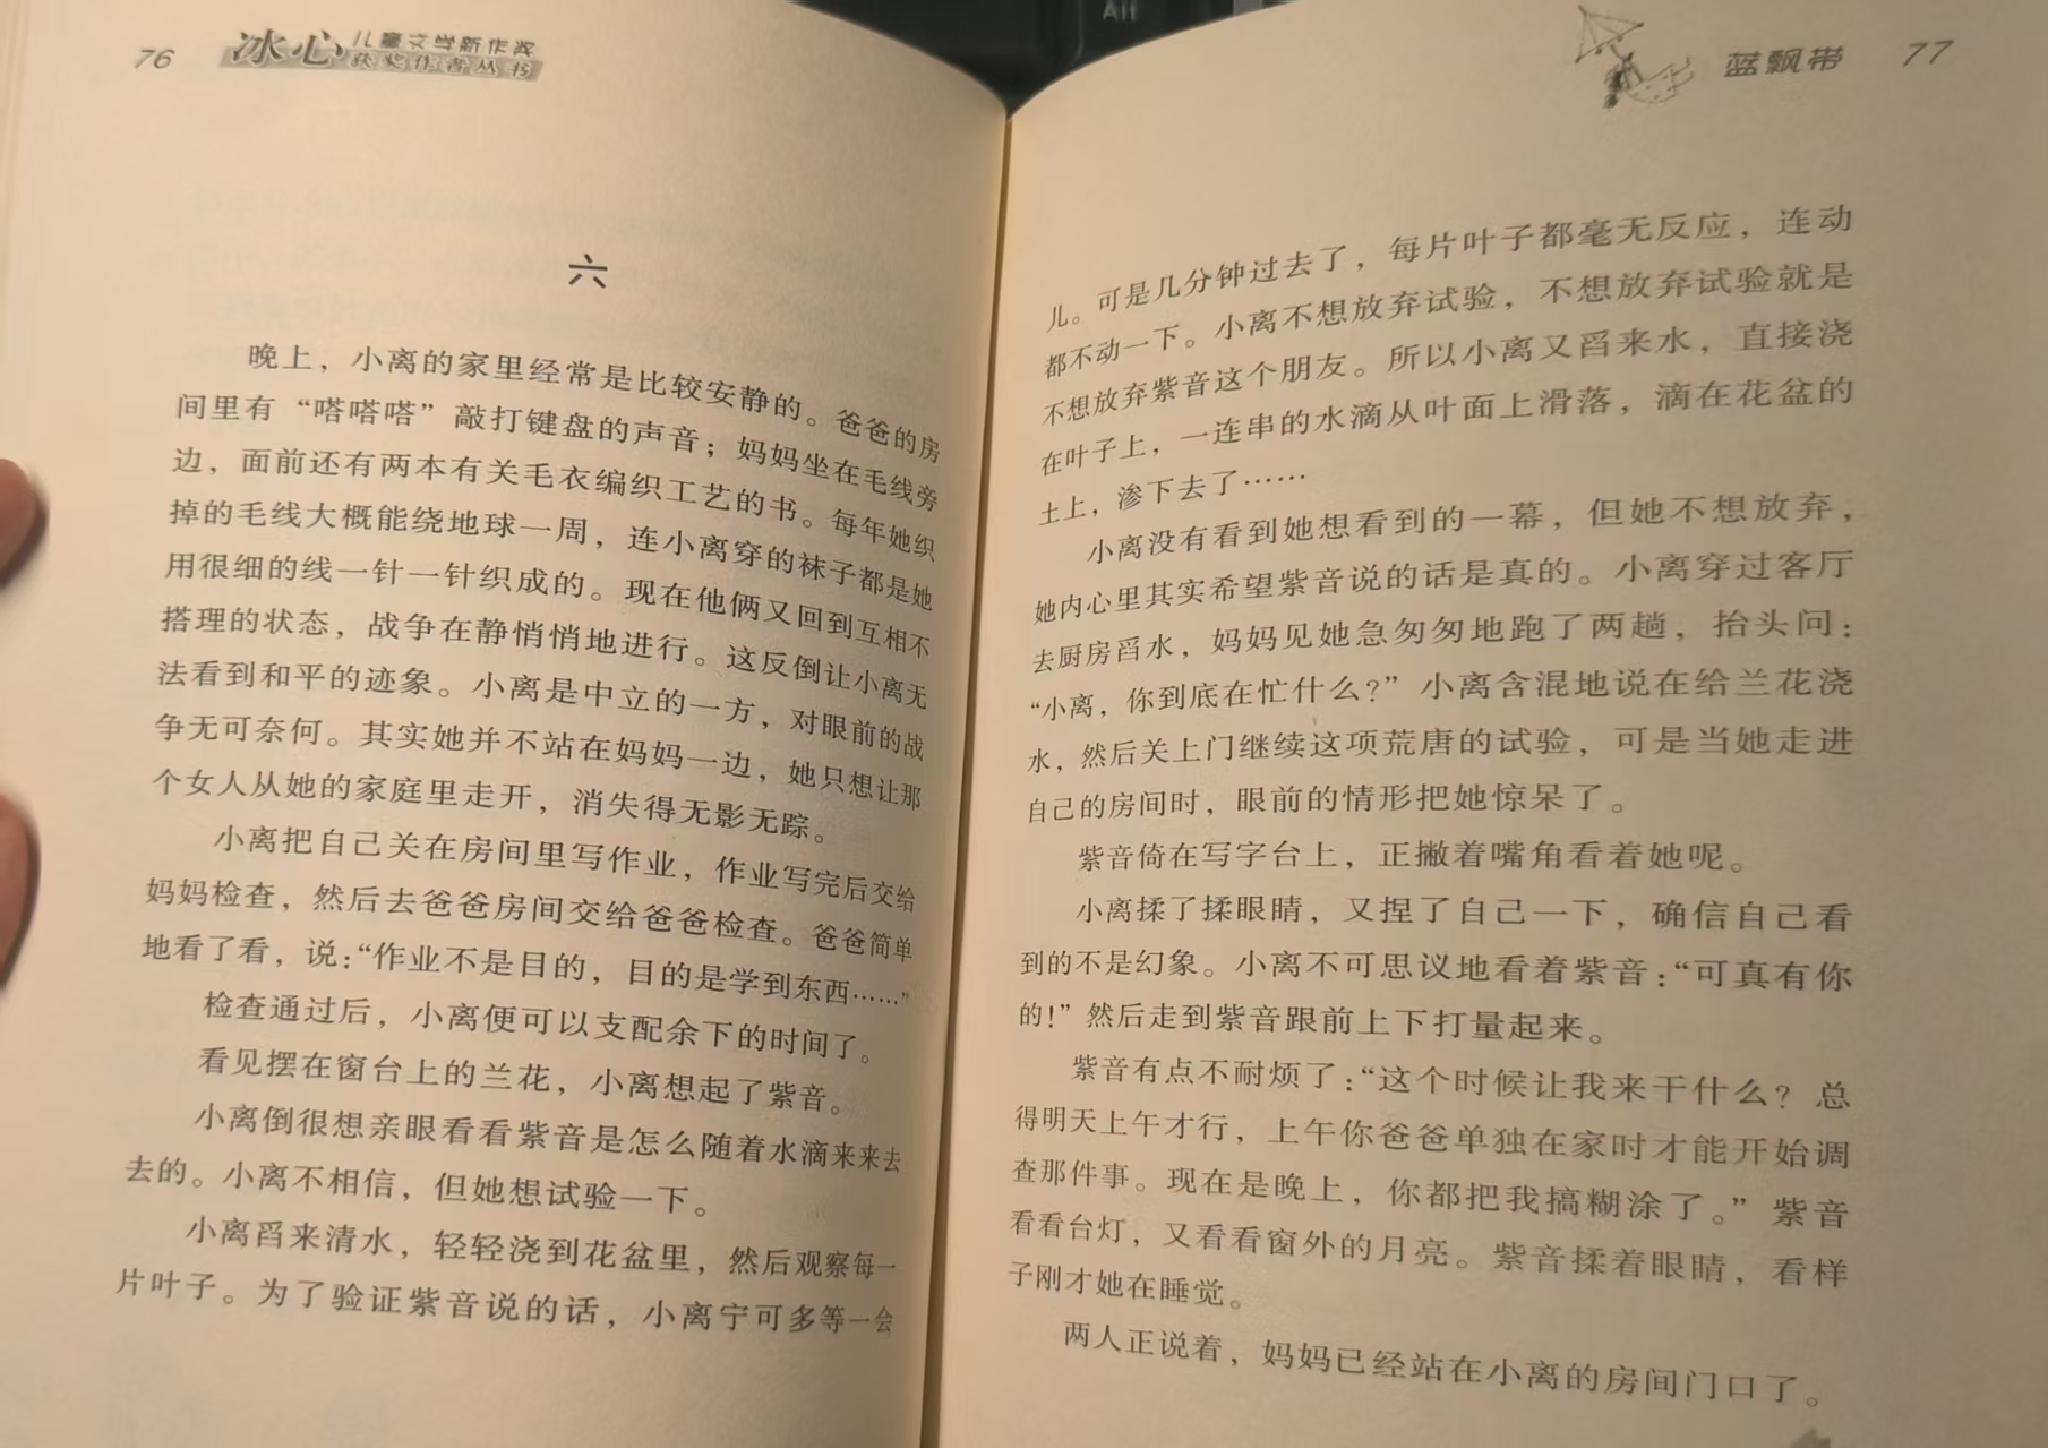 Alt
76
冰心 儿童文学新作奖
获奖作者丛书
六
晚上，小离的家里经常是比较安静的。爸爸的房
间里有“嗒嗒嗒”敲打键盘的声音；妈妈坐在毛线旁
边，面前还有两本有关毛衣编织工艺的书。每年她织
掉的毛线大概能绕地球一周，连小离穿的袜子都是她
用很细的线一针一针织成的。现在他俩又回到互相不
搭理的状态，战争在静悄悄地进行。这反倒让小离无
法看到和平的迹象。小离是中立的一方，对眼前的战
争无可奈何。其实她并不站在妈妈一边，她只想让那
个女人从她的家庭里走开，消失得无影无踪。
小离把自己关在房间里写作业，作业写完后交给
妈妈检查，然后去爸爸房间交给爸爸检查。爸爸简单
地看了看，说：“作业不是目的，目的是学到东西……”
检查通过后，小离便可以支配余下的时间了。
看见摆在窗台上的兰花，小离想起了紫音。
小离倒很想亲眼看看紫音是怎么随着水滴来来去
去的。小离不相信，但她想试验一下。
小离舀来清水，轻轻浇到花盆里，然后观察每一
片叶子。为了验证紫音说的话，小离宁可多等一会
蓝飘带 77
儿。可是几分钟过去了，每片叶子都毫无反应，连动
都不动一下。小离不想放弃试验，不想放弃试验就是
不想放弃紫音这个朋友。所以小离又舀来水，直接浇
在叶子上，一连串的水滴从叶面上滑落，滴在花盆的
土上，渗下去了……
小离没有看到她想看到的一幕，但她不想放弃，
她内心里其实希望紫音说的话是真的。小离穿过客厅
去厨房舀水，妈妈见她急匆匆地跑了两趟，抬头问：
“小离，你到底在忙什么？”小离含混地说在给兰花浇
水，然后关上门继续这项荒唐的试验，可是当她走进
自己的房间时，眼前的情形把她惊呆了。
紫音倚在写字台上，正撇着嘴角看着她呢。
小离揉了揉眼睛，又捏了自己一下，确信自己看
到的不是幻象。小离不可思议地看着紫音：“可真有你
的！”然后走到紫音跟前上下打量起来。
紫音有点不耐烦了：“这个时候让我来干什么？总
得明天上午才行，上午你爸爸单独在家时才能开始调
查那件事。现在是晚上，你都把我搞糊涂了。”紫音
看看台灯，又看看窗外的月亮。紫音揉着眼睛，看样
子刚才她在睡觉。
两人正说着，妈妈已经站在小离的房间门口了。